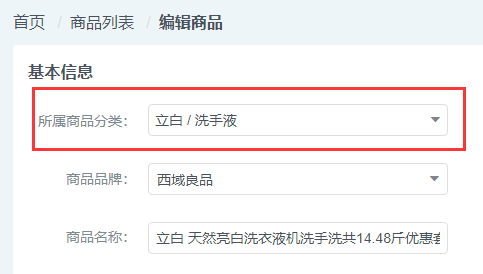 首页 / 商品列表 / 编辑商品
基本信息
所属商品分类: 立白 / 洗手液
商品品牌: 西域良品
商品名称: 立白 天然亮白洗衣液机洗手洗共14.48斤优惠